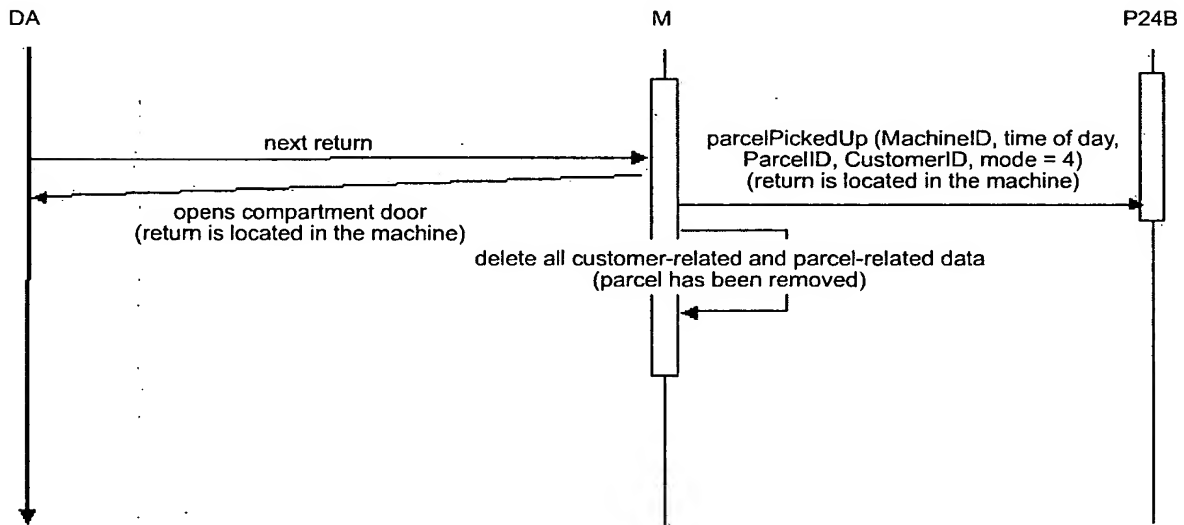 DA
M
P24B
next return
parcelPickedUp (MachineID, time of day,
ParcelID, CustomerID, mode = 4)
(return is located in the machine)
opens compartment door
(return is located in the machine)
delete all customer-related and parcel-related data
(parcel has been removed)